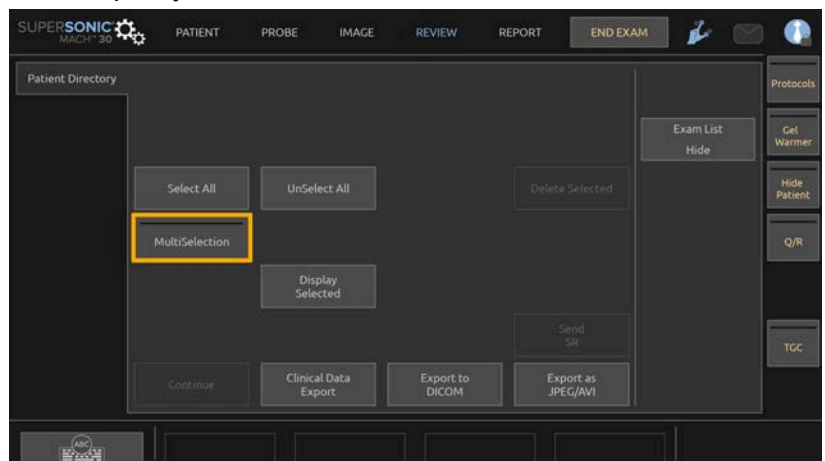 SUPERSONIC
MACH™ 30
PATIENT
PROBE
IMAGE
REVIEW
REPORT
END EXAM
Patient Directory
Protocols
Exam List
Hide
Gel
Warmer
Select All
UnSelect All
Delete Selected
Hide
Patient
MultiSelection
Q/R
Display
Selected
Send
SR
TGC
Continue
Clinical Data
Export
Export to
DICOM
Export as
JPEG/AVI
ABC